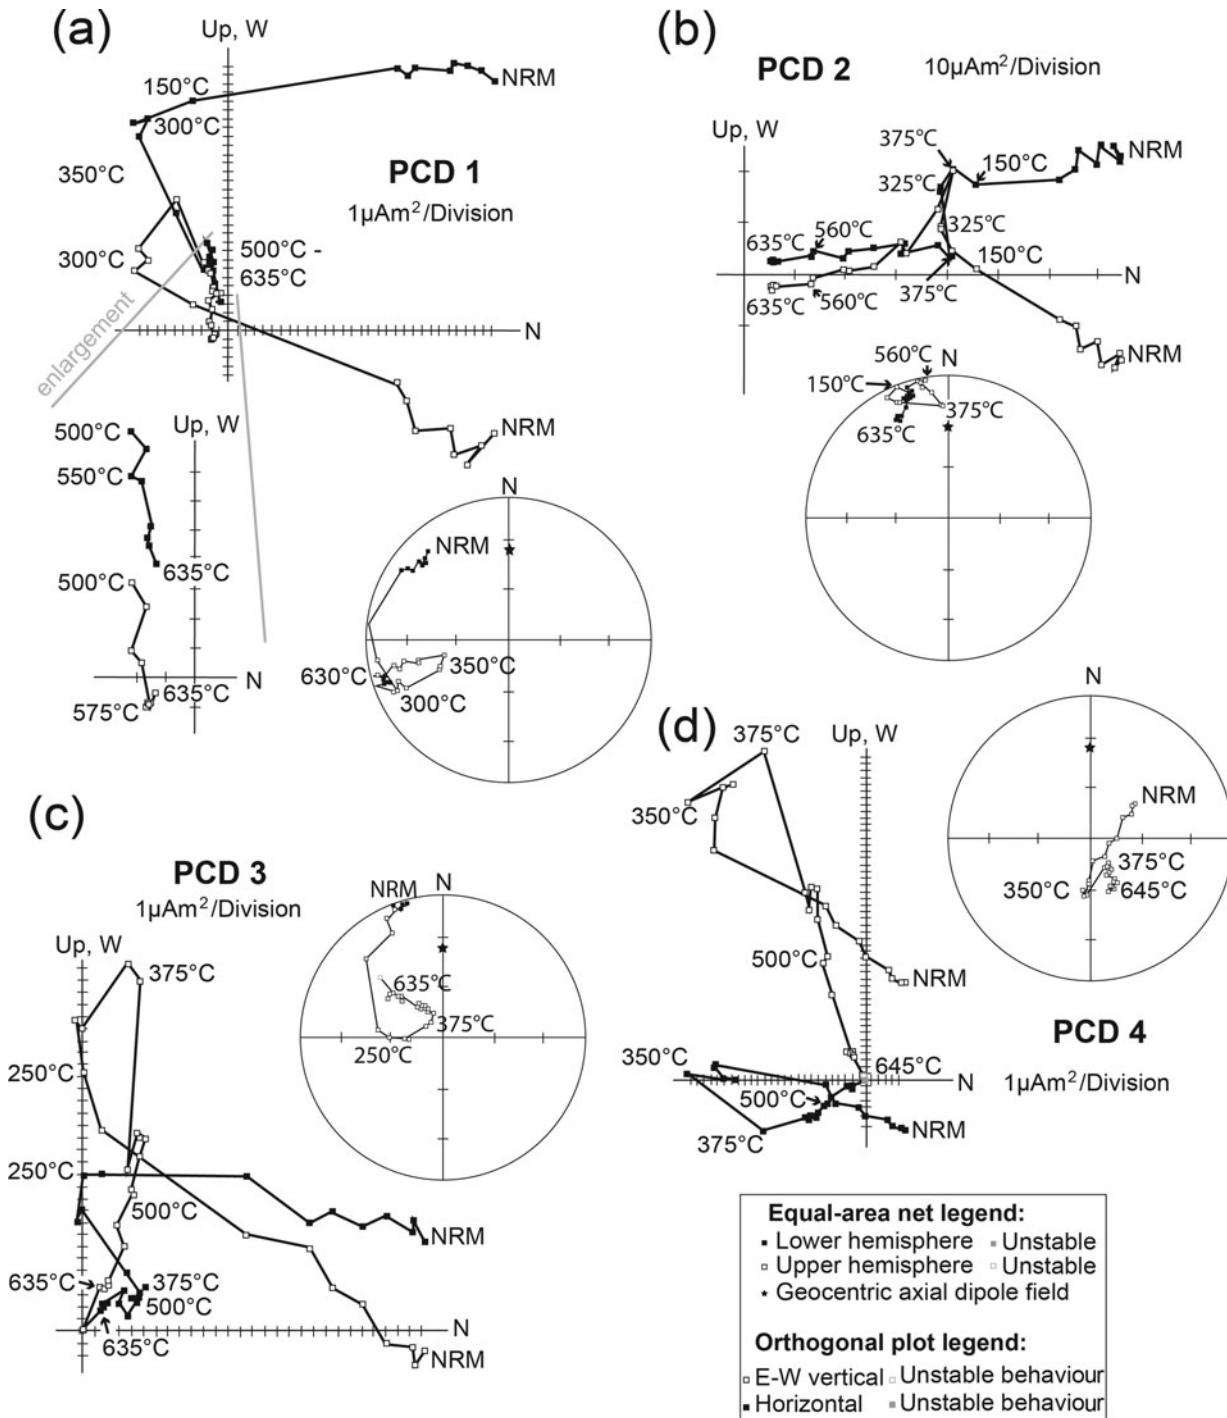 (a)
Up, W
150°C
NRM
300°C
350°C
PCD 1
1µAm²/Division
300°C
500°C -
635°C
N
enlargement
NRM
500°C
Up, W
550°C
635°C
500°C
N
635°C
575°C
N
NRM
630°C
350°C
300°C
(b)
PCD 2
10µAm²/Division
Up, W
375°C
150°C
NRM
325°C
635°C
560°C
325°C
150°C
N
635°C
560°C
375°C
NRM
560°C
N
150°C
375°C
635°C
(c)
PCD 3
1µAm²/Division
Up, W
375°C
250°C
250°C
NRM
500°C
635°C
375°C
500°C
N
635°C
NRM
NRM
N
635°C
375°C
250°C
(d)
375°C
Up, W
350°C
500°C
NRM
PCD 4
1µAm²/Division
350°C
645°C
N
500°C
375°C
NRM
N
NRM
375°C
350°C
645°C
Equal-area net legend:
Lower hemisphere
Unstable
Upper hemisphere
Unstable
Geocentric axial dipole field
Orthogonal plot legend:
E-W vertical
Unstable behaviour
Horizontal
Unstable behaviour